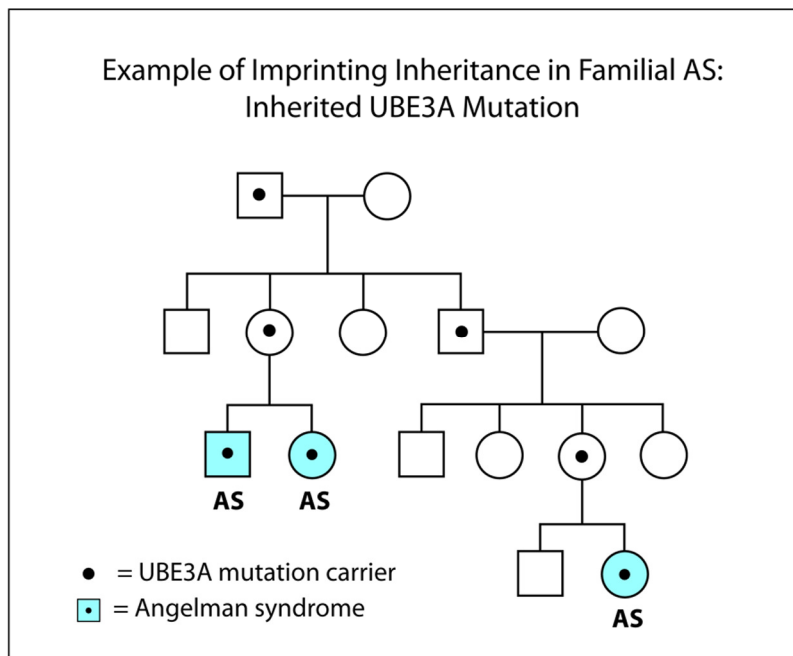 Example of Imprinting Inheritance in Familial AS:
Inherited UBE3A Mutation
AS
AS
= UBE3A mutation carrier
= Angelman syndrome
AS